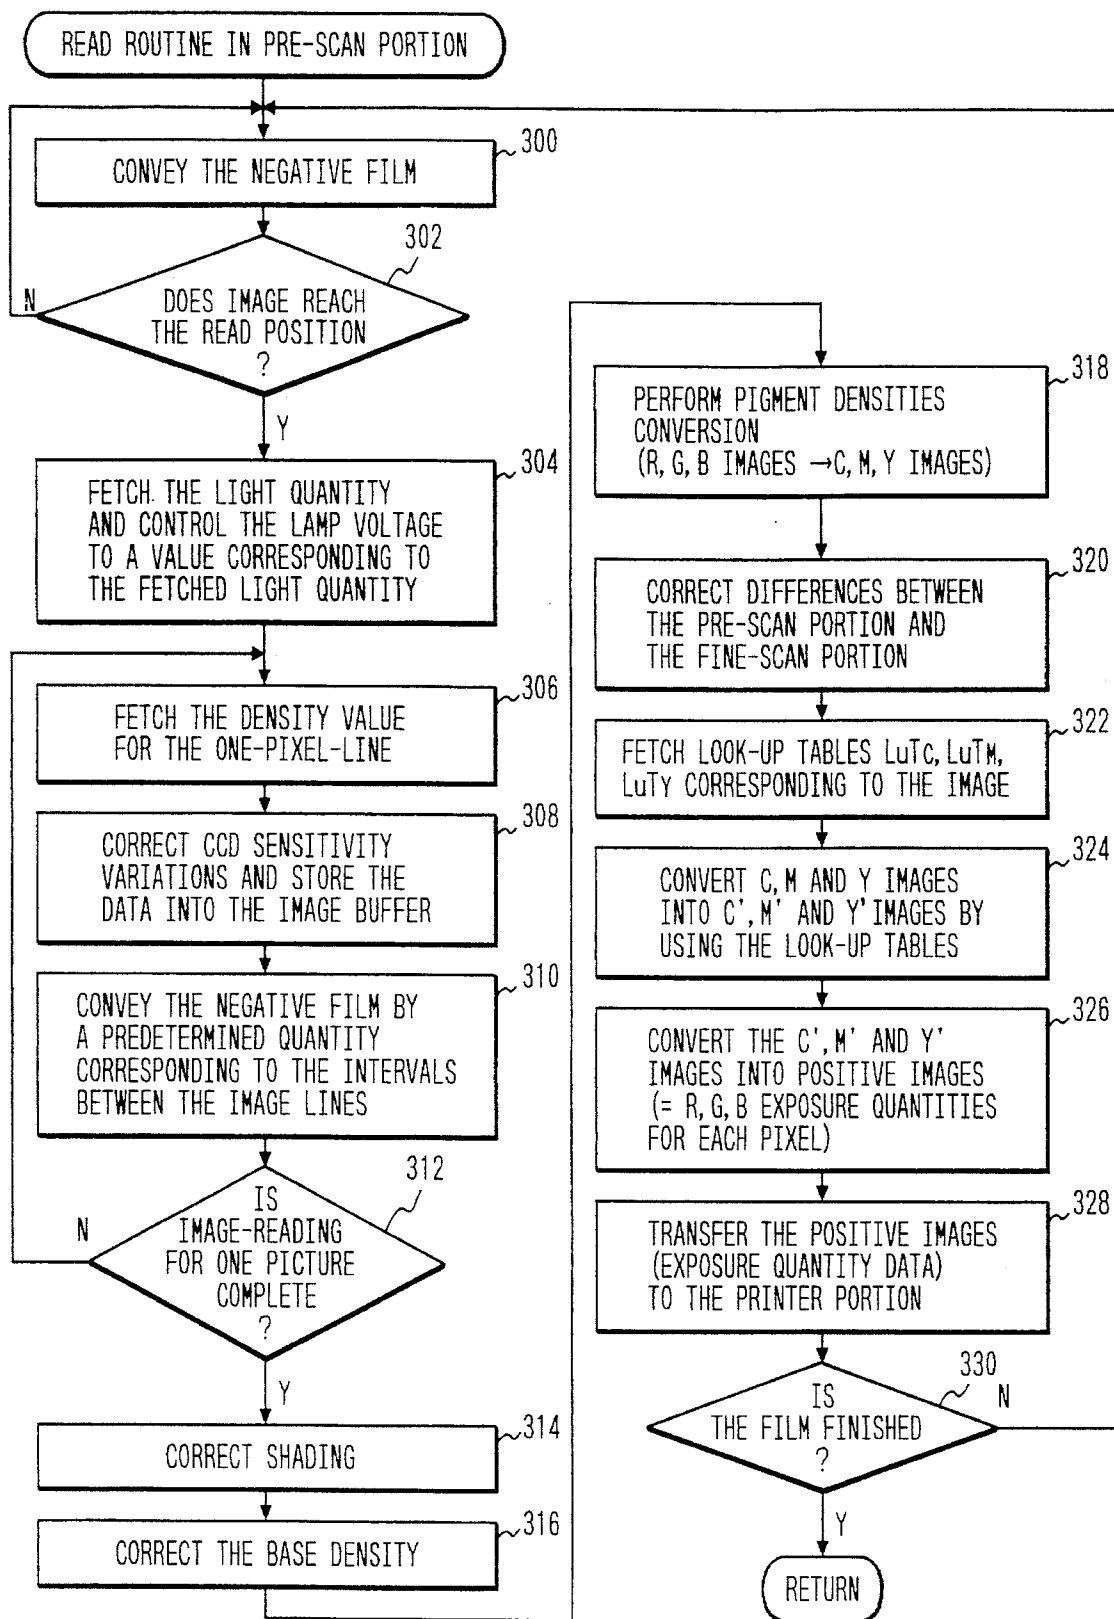 READ ROUTINE IN PRE-SCAN PORTION
300
CONVEY THE NEGATIVE FILM
302
DOES IMAGE REACH
THE READ POSITION
?
N
Y
304
FETCH THE LIGHT QUANTITY
AND CONTROL THE LAMP VOLTAGE
TO A VALUE CORRESPONDING TO
THE FETCHED LIGHT QUANTITY
306
FETCH THE DENSITY VALUE
FOR THE ONE-PIXEL-LINE
308
CORRECT CCD SENSITIVITY
VARIATIONS AND STORE THE
DATA INTO THE IMAGE BUFFER
310
CONVEY THE NEGATIVE FILM BY
A PREDETERMINED QUANTITY
CORRESPONDING TO THE INTERVALS
BETWEEN THE IMAGE LINES
312
IS
IMAGE-READING
FOR ONE PICTURE
COMPLETE
?
N
Y
314
CORRECT SHADING
316
CORRECT THE BASE DENSITY
318
PERFORM PIGMENT DENSITIES
CONVERSION
(R, G, B IMAGES →C, M, Y IMAGES)
320
CORRECT DIFFERENCES BETWEEN
THE PRE-SCAN PORTION AND
THE FINE-SCAN PORTION
322
FETCH LOOK-UP TABLES LuTC, LuTM,
LuTY CORRESPONDING TO THE IMAGE
324
CONVERT C, M AND Y IMAGES
INTO C', M' AND Y' IMAGES BY
USING THE LOOK-UP TABLES
326
CONVERT THE C', M' AND Y'
IMAGES INTO POSITIVE IMAGES
(= R, G, B EXPOSURE QUANTITIES
FOR EACH PIXEL)
328
TRANSFER THE POSITIVE IMAGES
(EXPOSURE QUANTITY DATA)
TO THE PRINTER PORTION
330
IS
THE FILM FINISHED
?
N
Y
RETURN